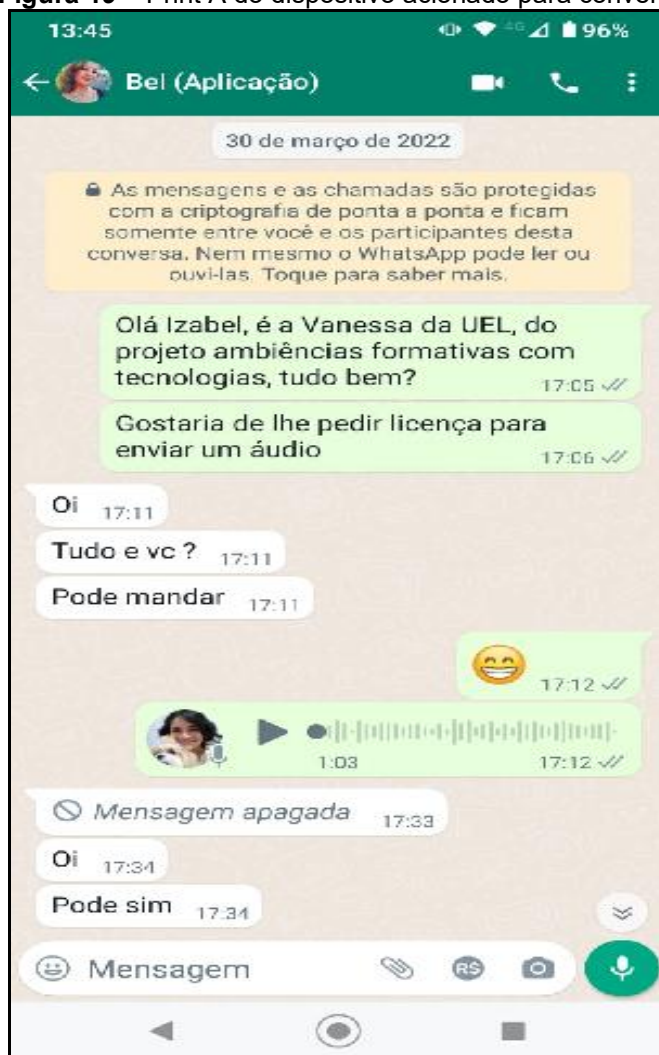 Print A do dispositivo acionado para
13:45 4G 96%
Bel (Aplicação)
30 de março de 2022
As mensagens e as chamadas são protegidas
com a criptografia de ponta a ponta e ficam
somente entre você e os participantes desta
conversa. Nem mesmo o WhatsApp pode ler ou
ouvi-las. Toque para saber mais.
Olá Izabel, é a Vanessa da UEL, do
projeto ambiências formativas com
tecnologias, tudo bem?
17:05
Gostaria de lhe pedir licença para
enviar um áudio
17:06
Oi 17:11
Tudo e vc ? 17:11
Pode mandar 17:11
17:12
1:03 17:12
Mensagem apagada 17:33
Oi 17:34
Pode sim 17:34
Mensagem R$